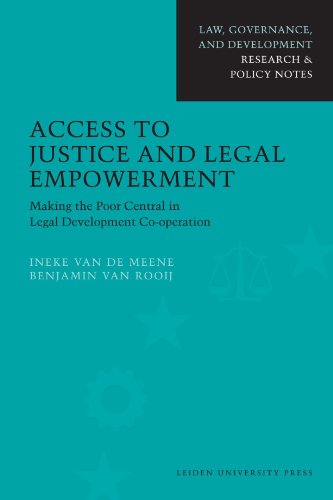 LAW, GOVERNANCE,
AND DEVELOPMENT
RESEARCH &
POLICY NOTES
ACCESS TO
JUSTICE AND LEGAL
EMPOWERMENT
Making the Poor Central in
Legal Development Co-operation
INEKE VAN DE MEENE
BENJAMIN VAN ROOIJ
LEIDEN UNIVERSITY PRESS